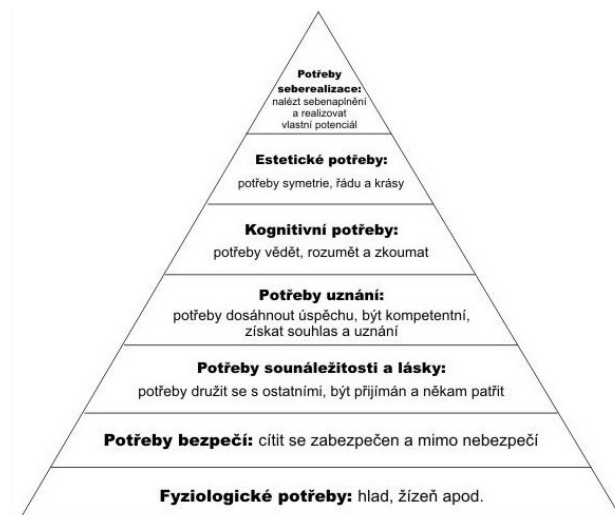 Potřeby
seberealizace:
nalézt sebenaplnění
a realizovat
vlastní potenciál
Estetické potřeby:
potřeby symetrie, řádu a krásy
Kognitivní potřeby:
potřeby vědět, rozumět a zkoumat
Potřeby uznání:
potřeby dosáhnout úspěchu, být kompetentní,
získat souhlas a uznání
Potřeby sounáležitosti a lásky:
potřeby družit se s ostatními, být přijímán a někam patřit
Potřeby bezpečí: cítit se zabezpečen a mimo nebezpečí
Fyziologické potřeby: hlad, žízeň apod.